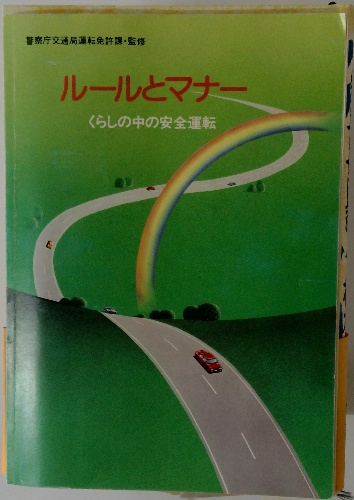 警察庁交通局運転免許課・監修
ルールとマナー
くらしの中の安全運転